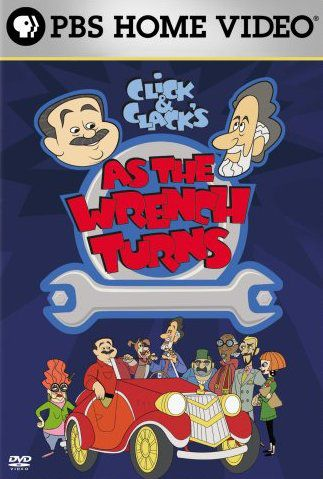 PBS HOME VIDEO®
CLICK
&
CLACK'S
AS THE
WRENCH
TURNS
DVD
VIDEO